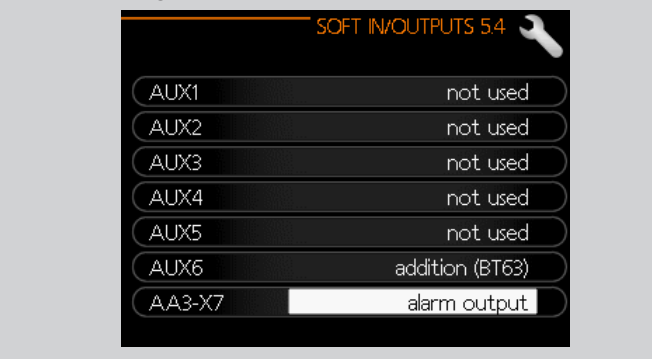 SOFT IN/OUTPUTS 5.4
AUX1 not used
AUX2 not used
AUX3 not used
AUX4 not used
AUX5 not used
AUX6 addition (BT63)
AA3-X7 alarm output